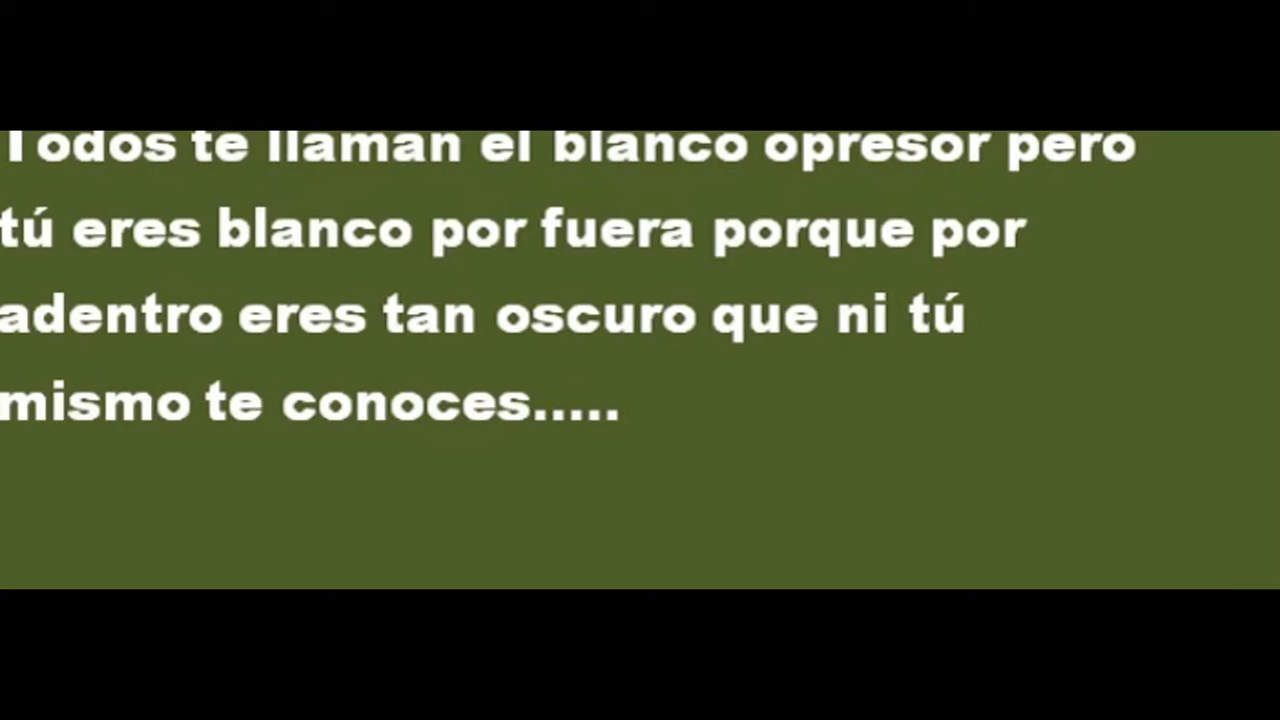 Todos te llaman el blanco opresor pero
tú eres blanco por fuera porque por
adentro eres tan oscuro que ni tú
mismo te conoces.....